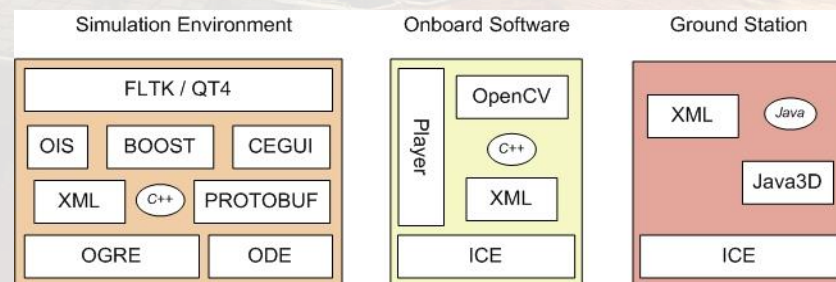 Simulation Environment
Onboard Software
Ground Station
FLTK / QT4
OIS
BOOST
CEGUI
XML
C++
PROTOBUF
OGRE
ODE
Player
OpenCV
C++
XML
ICE
XML
Java
Java3D
ICE